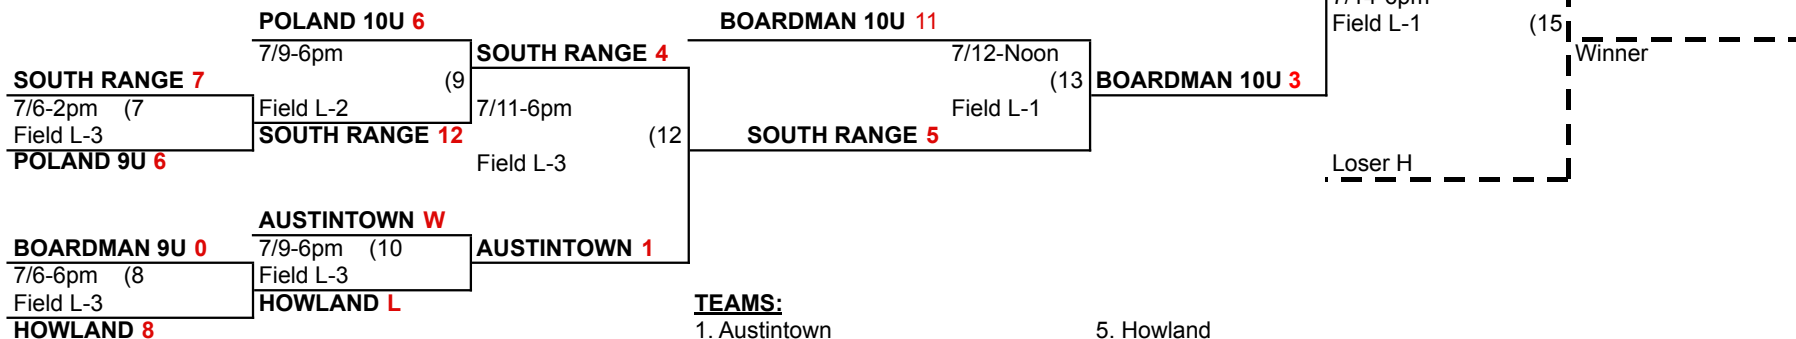 POLAND 10U 6
BOARDMAN 10U 11
Field L-1 (15
7/9-6pm
SOUTH RANGE 4
7/12-Noon
Winner
SOUTH RANGE 7
(9
(13
BOARDMAN 10U 3
7/6-2pm (7
Field L-2
7/11-6pm
Field L-1
Field L-3
SOUTH RANGE 12
(12
SOUTH RANGE 5
POLAND 9U 6
Field L-3
Loser H
AUSTINTOWN W
BOARDMAN 9U 0
7/9-6pm (10
AUSTINTOWN 1
7/6-6pm (8
Field L-3
Field L-3
HOWLAND L
TEAMS:
HOWLAND 8
1. Austintown
5. Howland